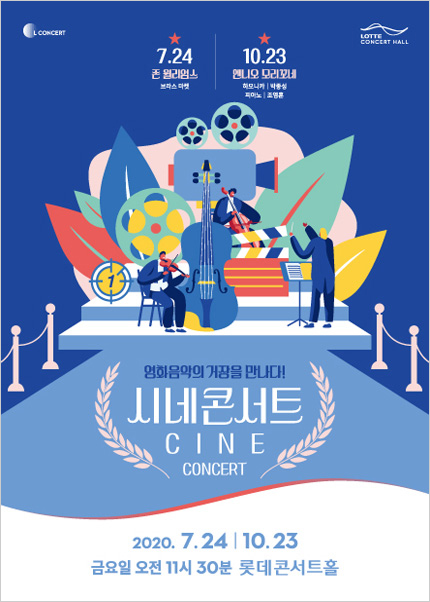 L CONCERT
LOTTE
CONCERT HALL
7.24
존 윌리엄스
브라스 마켓
10.23
엔니오 모리꼬네
하모니카 | 박종성
피아노 | 조영훈
1
영화음악의 거장을 만나다!
시네콘서트
CINE
CONCERT
2020. 7.24 | 10.23
금요일 오전 11시 30분 롯데콘서트홀